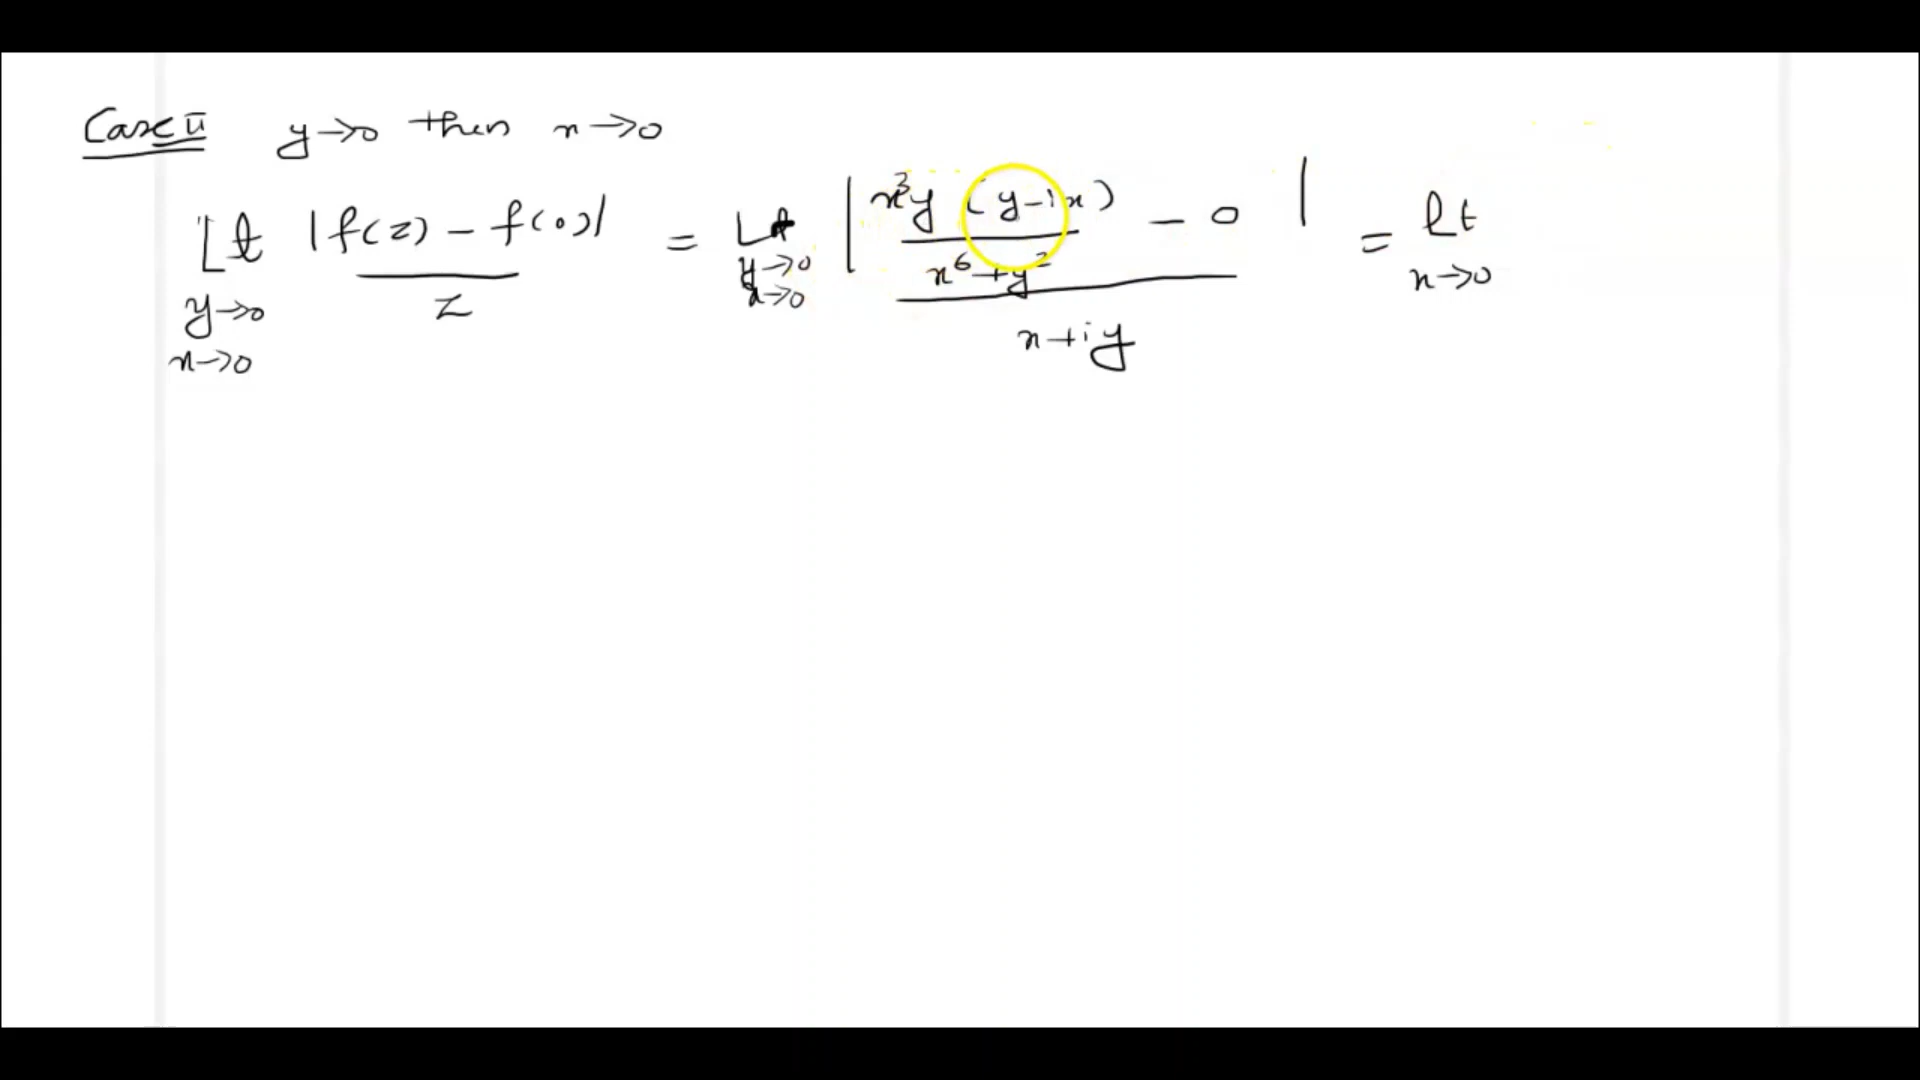 Case ii y→0 then x→0
Lt |f(z) - f(0)| = Lt | x³y (y-ix) - 0 | = lt
y→0 z y→0 x⁶+y² x→0
x→0 x→0 x+iy